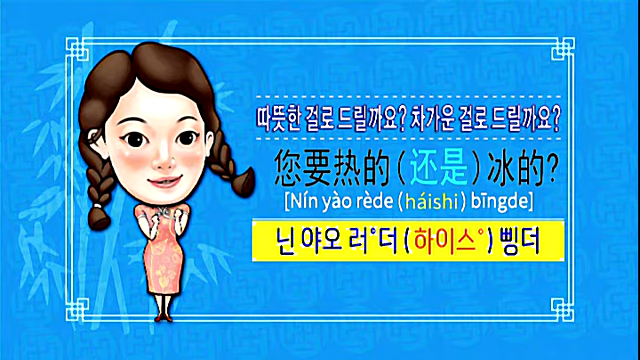 따뜻한 걸로 드릴까요? 차가운 걸로 드릴까요?
您要热的(还是)冰的?
[Nín yào rède (háishi) bīngde]
닌 야오 러°더 (하이스°) 삥더